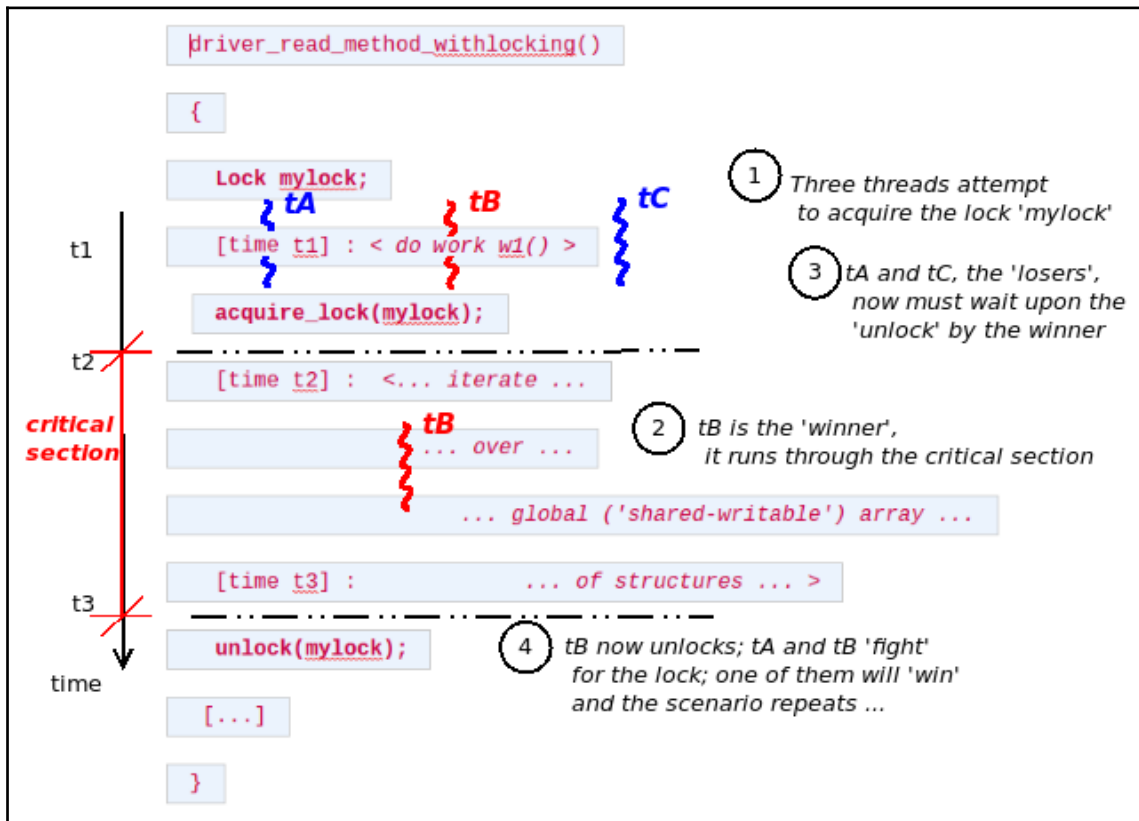 driver_read_method_withlocking()
{
Lock mylock;
tA
tB
tC
1
Three threads attempt
to acquire the lock 'mylock'
t1
[time t1] : < do work w1() >
3
tA and tC, the 'losers',
now must wait upon the
'unlock' by the winner
acquire_lock(mylock);
t2
[time t2] : <... iterate ...
critical
section
tB
... over ...
2
tB is the 'winner',
it runs through the critical section
... global ('shared-writable') array ...
[time t3] : ... of structures ... >
t3
unlock(mylock);
4
tB now unlocks; tA and tB 'fight'
for the lock; one of them will 'win'
and the scenario repeats ...
time
[...]
}